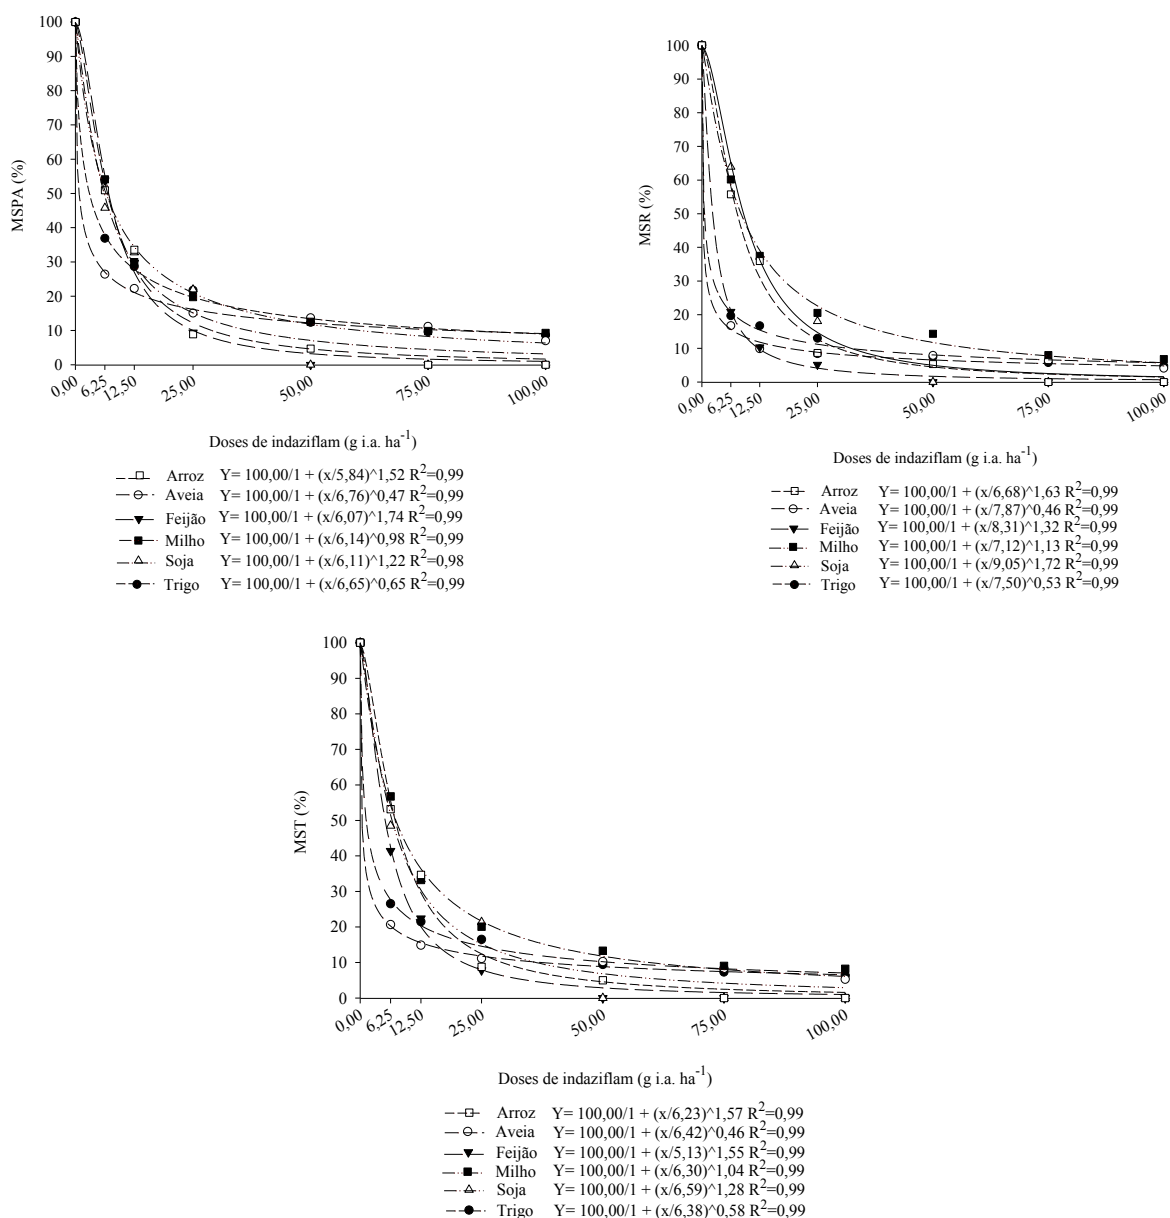 100
90
80
70
60
50
40
30
20
10
0
MSPA (%)
0,00 6,25 12,50 25,00 50,00 75,00 100,00
Doses de indaziflam (g i.a. ha⁻¹)
Arroz Y= 100,00/1 + (x/5,84)^1,52 R²=0,99
Aveia Y= 100,00/1 + (x/6,76)^0,47 R²=0,99
Feijão Y= 100,00/1 + (x/6,07)^1,74 R²=0,99
Milho Y= 100,00/1 + (x/6,14)^0,98 R²=0,99
Soja Y= 100,00/1 + (x/6,11)^1,22 R²=0,98
Trigo Y= 100,00/1 + (x/6,65)^0,65 R²=0,99
100
90
80
70
60
50
40
30
20
10
0
MSR (%)
0,00 6,25 12,50 25,00 50,00 75,00 100,00
Doses de indaziflam (g i.a. ha⁻¹)
Arroz Y= 100,00/1 + (x/6,68)^1,63 R²=0,99
Aveia Y= 100,00/1 + (x/7,87)^0,46 R²=0,99
Feijão Y= 100,00/1 + (x/8,31)^1,32 R²=0,99
Milho Y= 100,00/1 + (x/7,12)^1,13 R²=0,99
Soja Y= 100,00/1 + (x/9,05)^1,72 R²=0,99
Trigo Y= 100,00/1 + (x/7,50)^0,53 R²=0,99
100
90
80
70
60
50
40
30
20
10
0
MST (%)
0,00 6,25 12,50 25,00 50,00 75,00 100,00
Doses de indaziflam (g i.a. ha⁻¹)
Arroz Y= 100,00/1 + (x/6,23)^1,57 R²=0,99
Aveia Y= 100,00/1 + (x/6,42)^0,46 R²=0,99
Feijão Y= 100,00/1 + (x/5,13)^1,55 R²=0,99
Milho Y= 100,00/1 + (x/6,30)^1,04 R²=0,99
Soja Y= 100,00/1 + (x/6,59)^1,28 R²=0,99
Trigo Y= 100,00/1 + (x/6,38)^0,58 R²=0,99